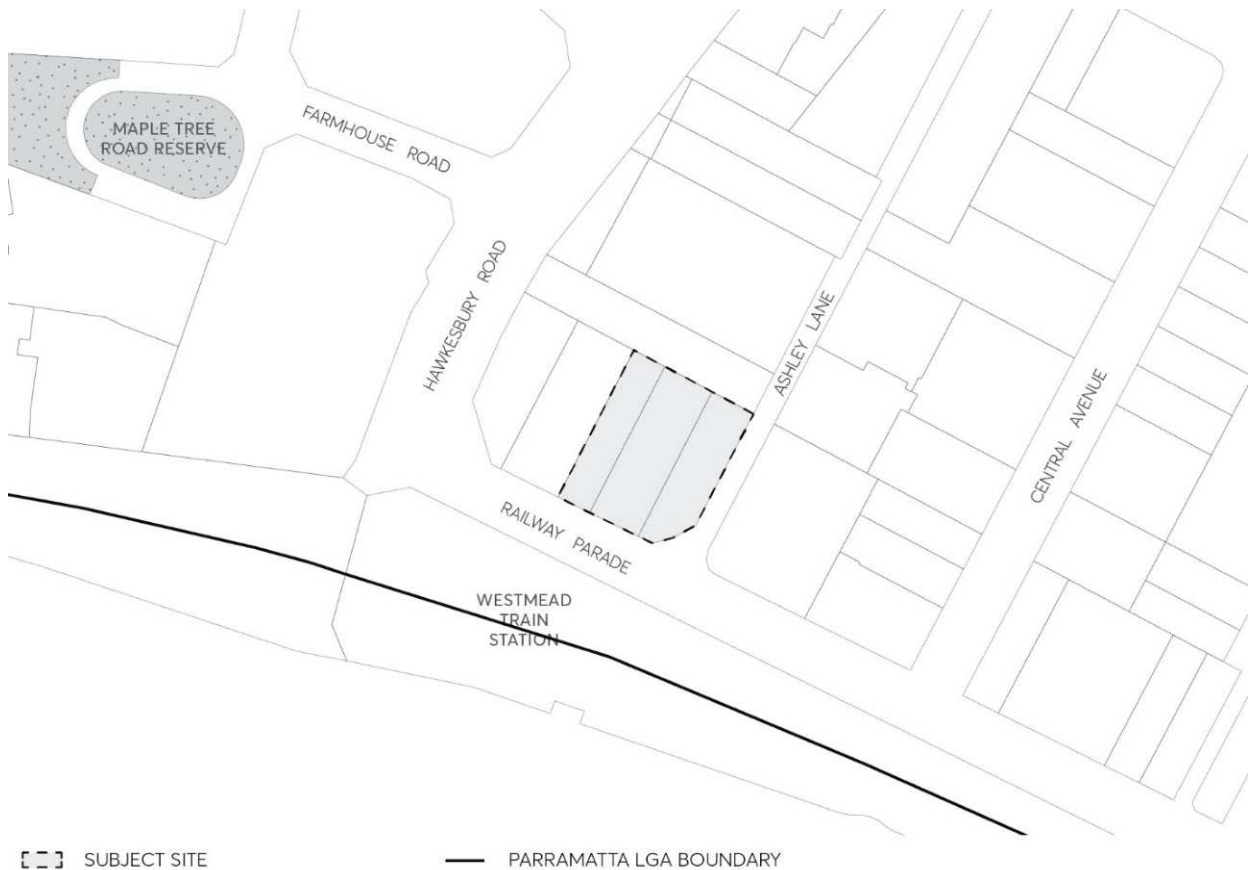 MAPLE TREE
ROAD RESERVE
FARMHOUSE ROAD
HAWKESBURY ROAD
ASHLEY LANE
CENTRAL AVENUE
RAILWAY PARADE
WESTMEAD
TRAIN
STATION
SUBJECT SITE
PARRAMATTA LGA BOUNDARY